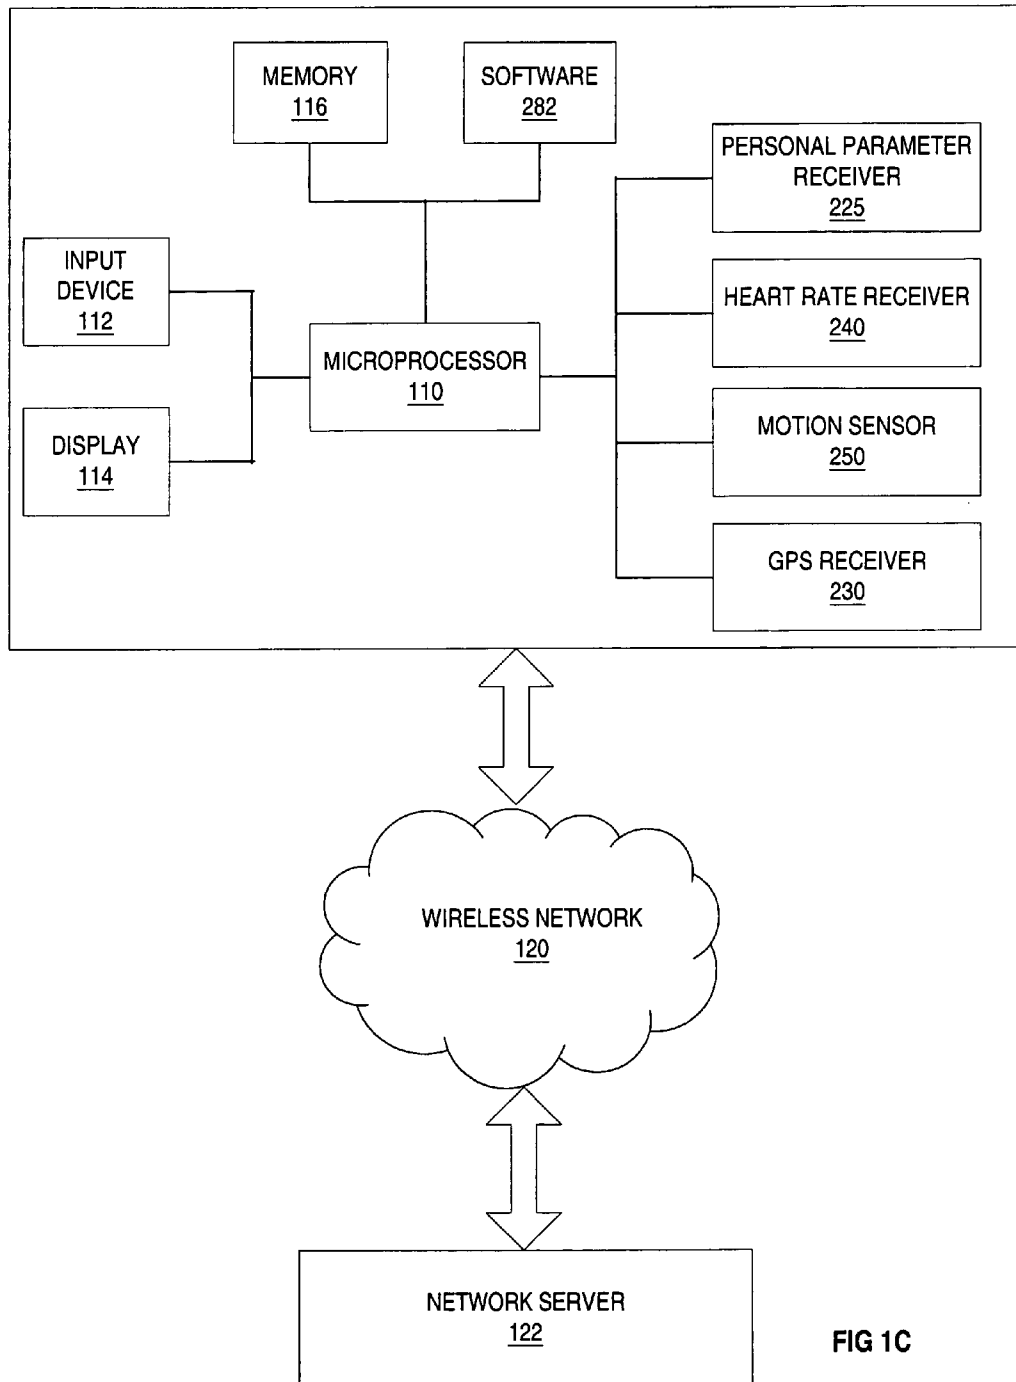 MEMORY
116
SOFTWARE
282
PERSONAL PARAMETER
RECEIVER
225
INPUT
DEVICE
112
HEART RATE RECEIVER
240
MICROPROCESSOR
110
DISPLAY
114
MOTION SENSOR
250
GPS RECEIVER
230
WIRELESS NETWORK
120
NETWORK SERVER
122
FIG 1C